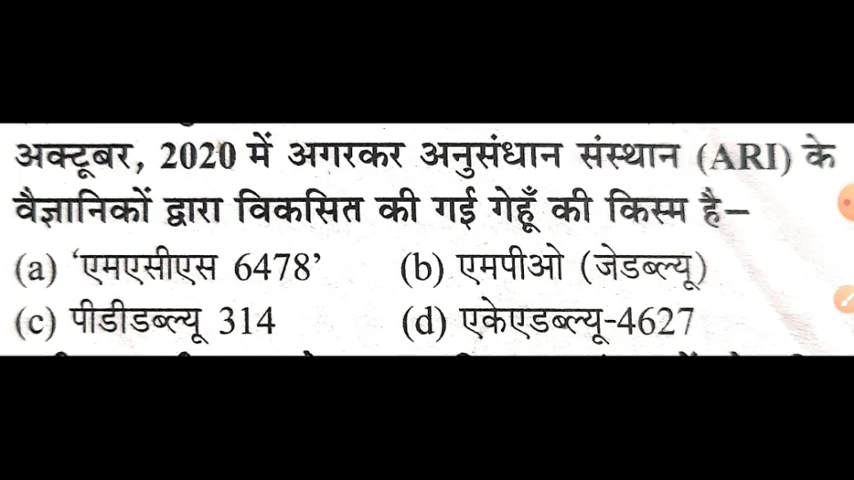 अक्टूबर, 2020 में अगरकर अनुसंधान संस्थान (ARI) के
वैज्ञानिकों द्वारा विकसित की गई गेहूँ की किस्म है–
(a) ‘एमएसीएस 6478’ (b) एमपीओ (जेडब्ल्यू)
(c) पीडीडब्ल्यू 314 (d) एकेएडब्ल्यू-4627